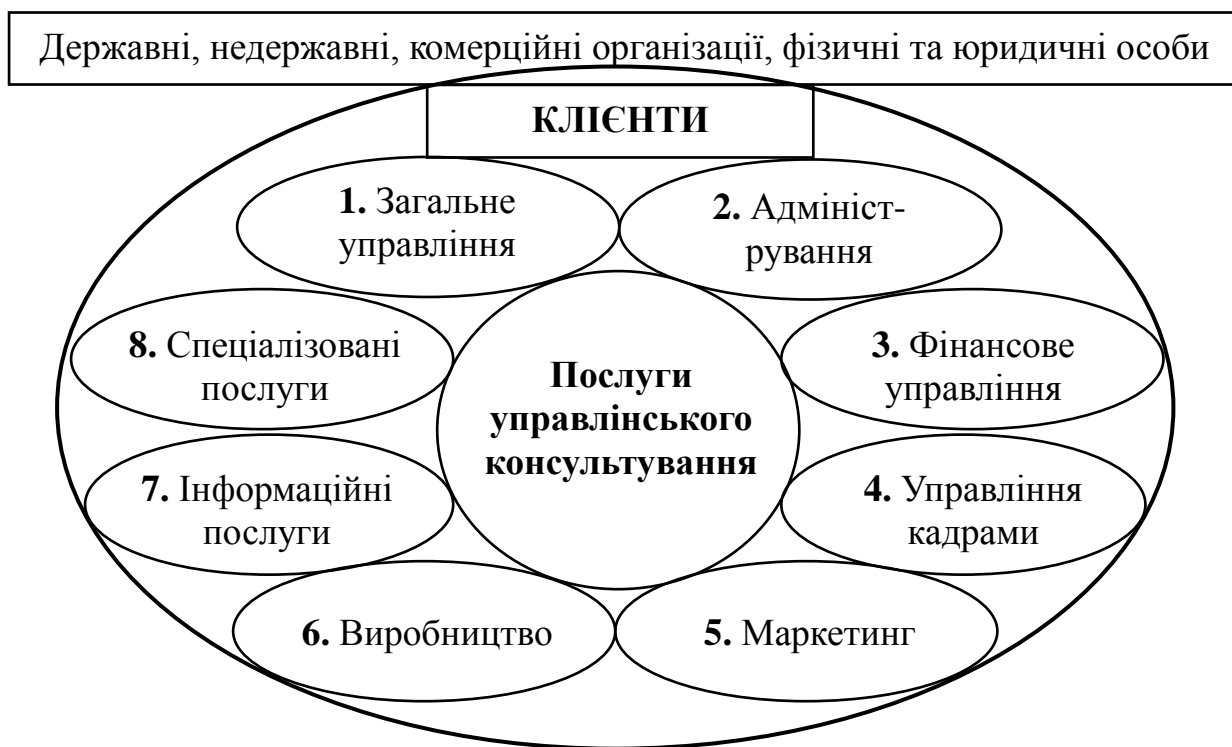 Державні, недержавні, комерційні організації, фізичні та юридичні особи
КЛІЄНТИ
1. Загальне
управління
2. Адмініст-
рування
3. Фінансове
управління
4. Управління
кадрами
5. Маркетинг
6. Виробництво
7. Інформаційні
послуги
8. Спеціалізовані
послуги
Послуги
управлінського
консультування